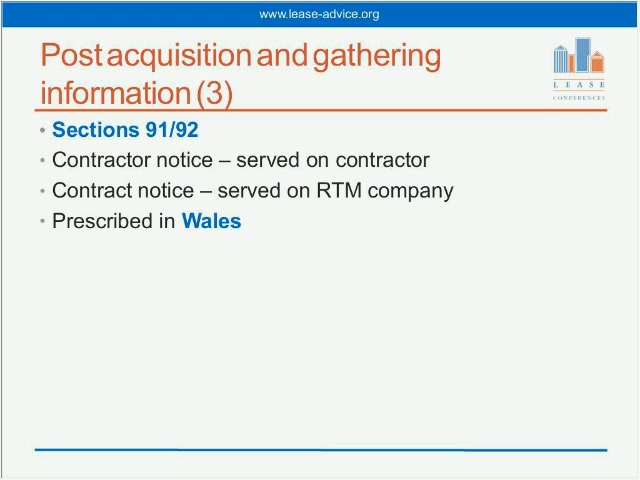 www.lease-advice.org
Post acquisition and gathering
information (3)
L E A S E
CONFERENCES
• Sections 91/92
• Contractor notice – served on contractor
• Contract notice – served on RTM company
• Prescribed in Wales